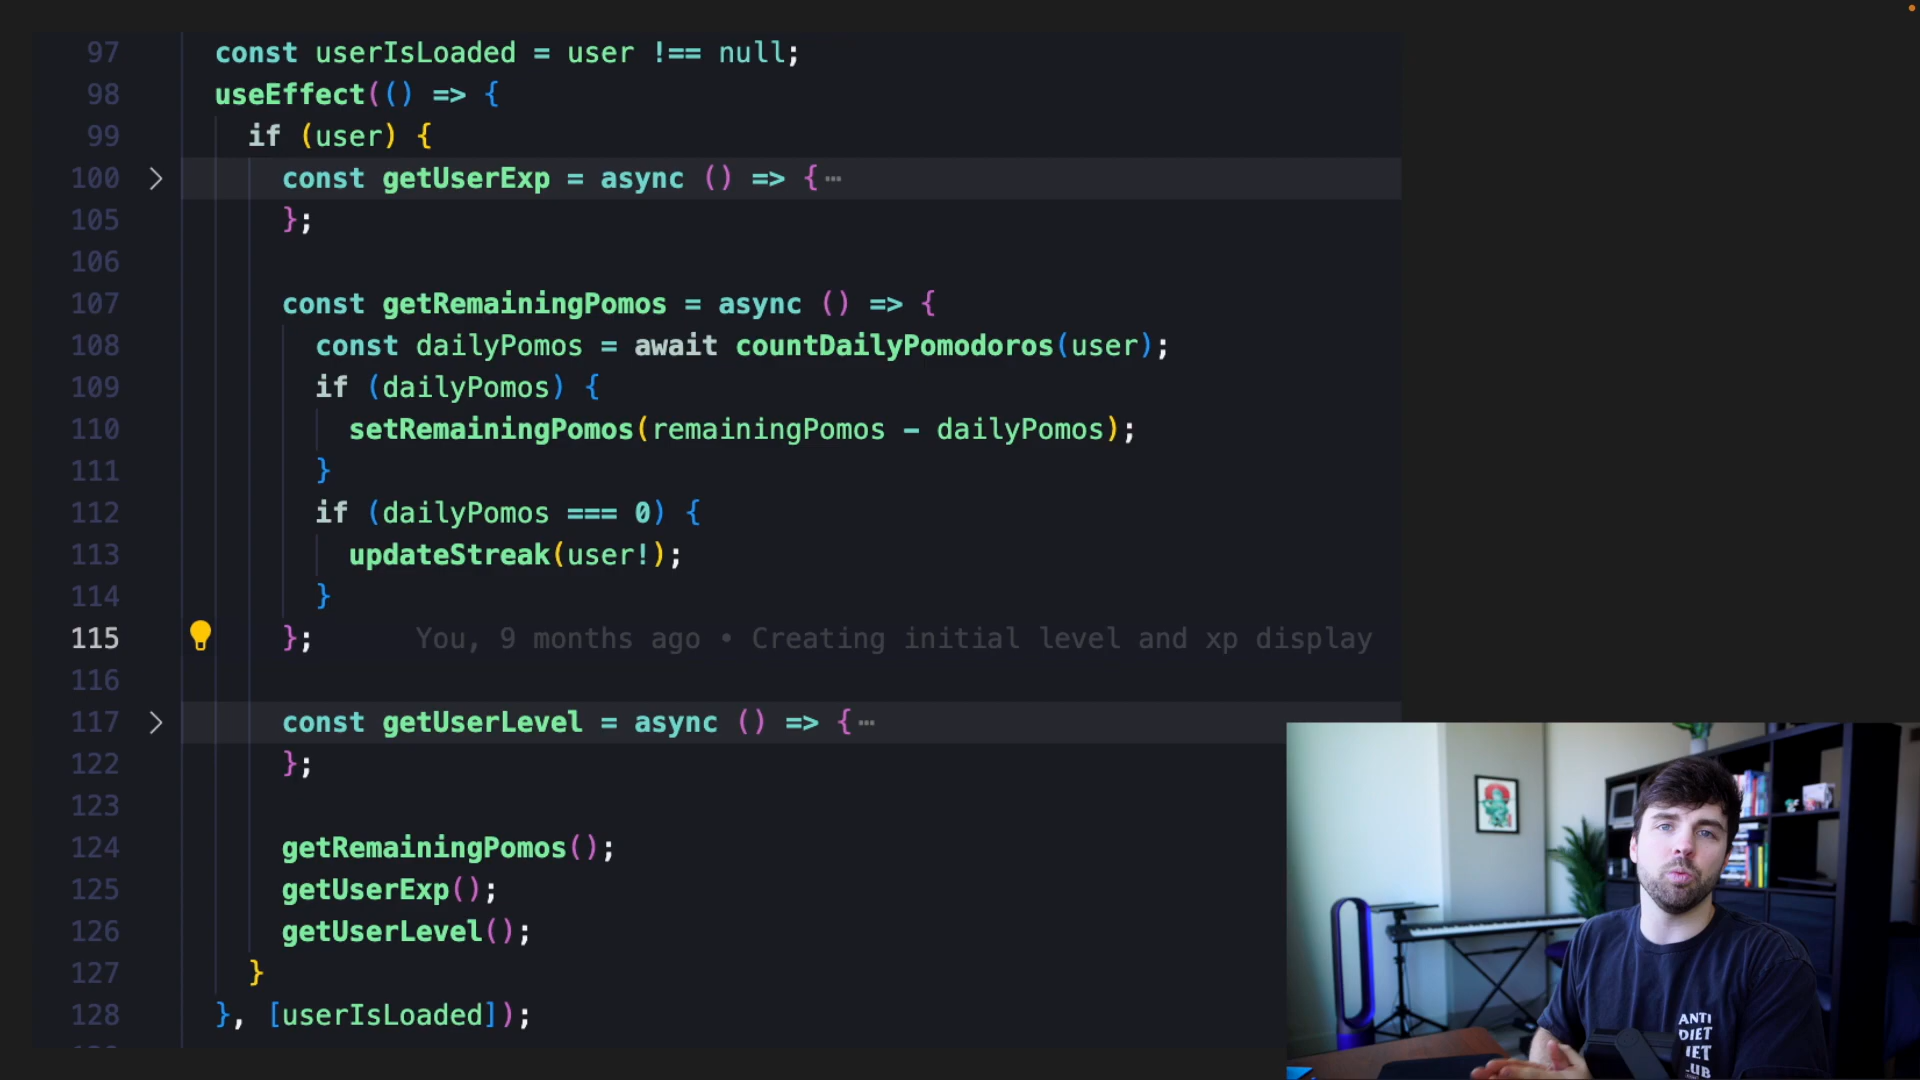 97 const userIsLoaded = user !== null;
98 useEffect(() => {
99 if (user) {
100 const getUserExp = async () => {⋯
105 };
106
107 const getRemainingPomos = async () => {
108 const dailyPomos = await countDailyPomodoros(user);
109 if (dailyPomos) {
110 setRemainingPomos(remainingPomos - dailyPomos);
111 }
112 if (dailyPomos === 0) {
113 updateStreak(user!);
114 }
115 }; You, 9 months ago • Creating initial level and xp display
116
117 const getUserLevel = async () => {⋯
122 };
123
124 getRemainingPomos();
125 getUserExp();
126 getUserLevel();
127 }
128 }, [userIsLoaded]);
ANTI
DIET